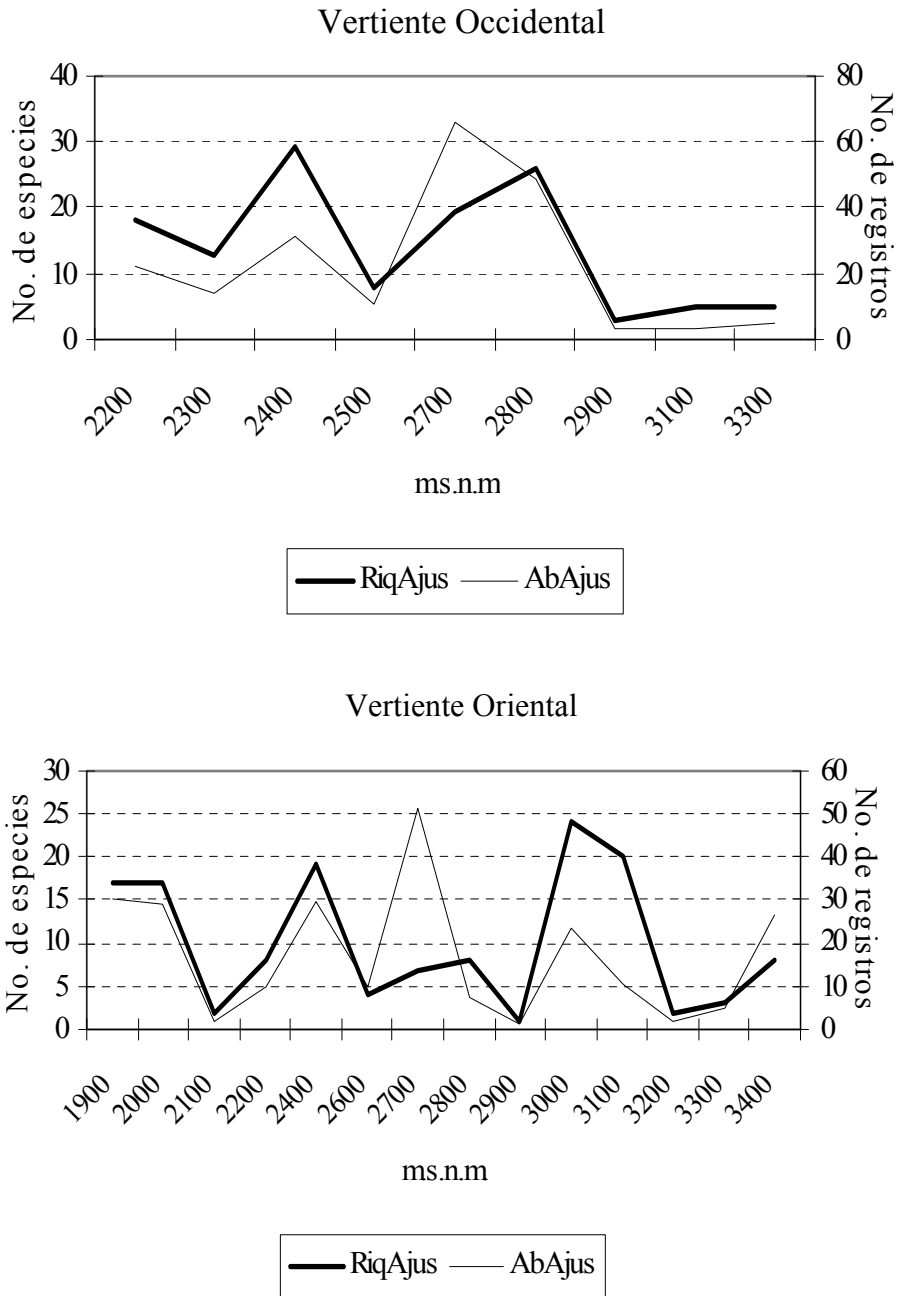 Vertiente Occidental
No. de especies
40
30
20
10
0
80
60
40
20
0
No. de registros
2200 2300 2400 2500 2700 2800 2900 3100 3300
ms.n.m
RiqAjus AbAjus
Vertiente Oriental
No. de especies
30
25
20
15
10
5
0
60
50
40
30
20
10
0
No. de registros
1900 2000 2100 2200 2400 2600 2700 2800 2900 3000 3100 3200 3300 3400
ms.n.m
RiqAjus AbAjus